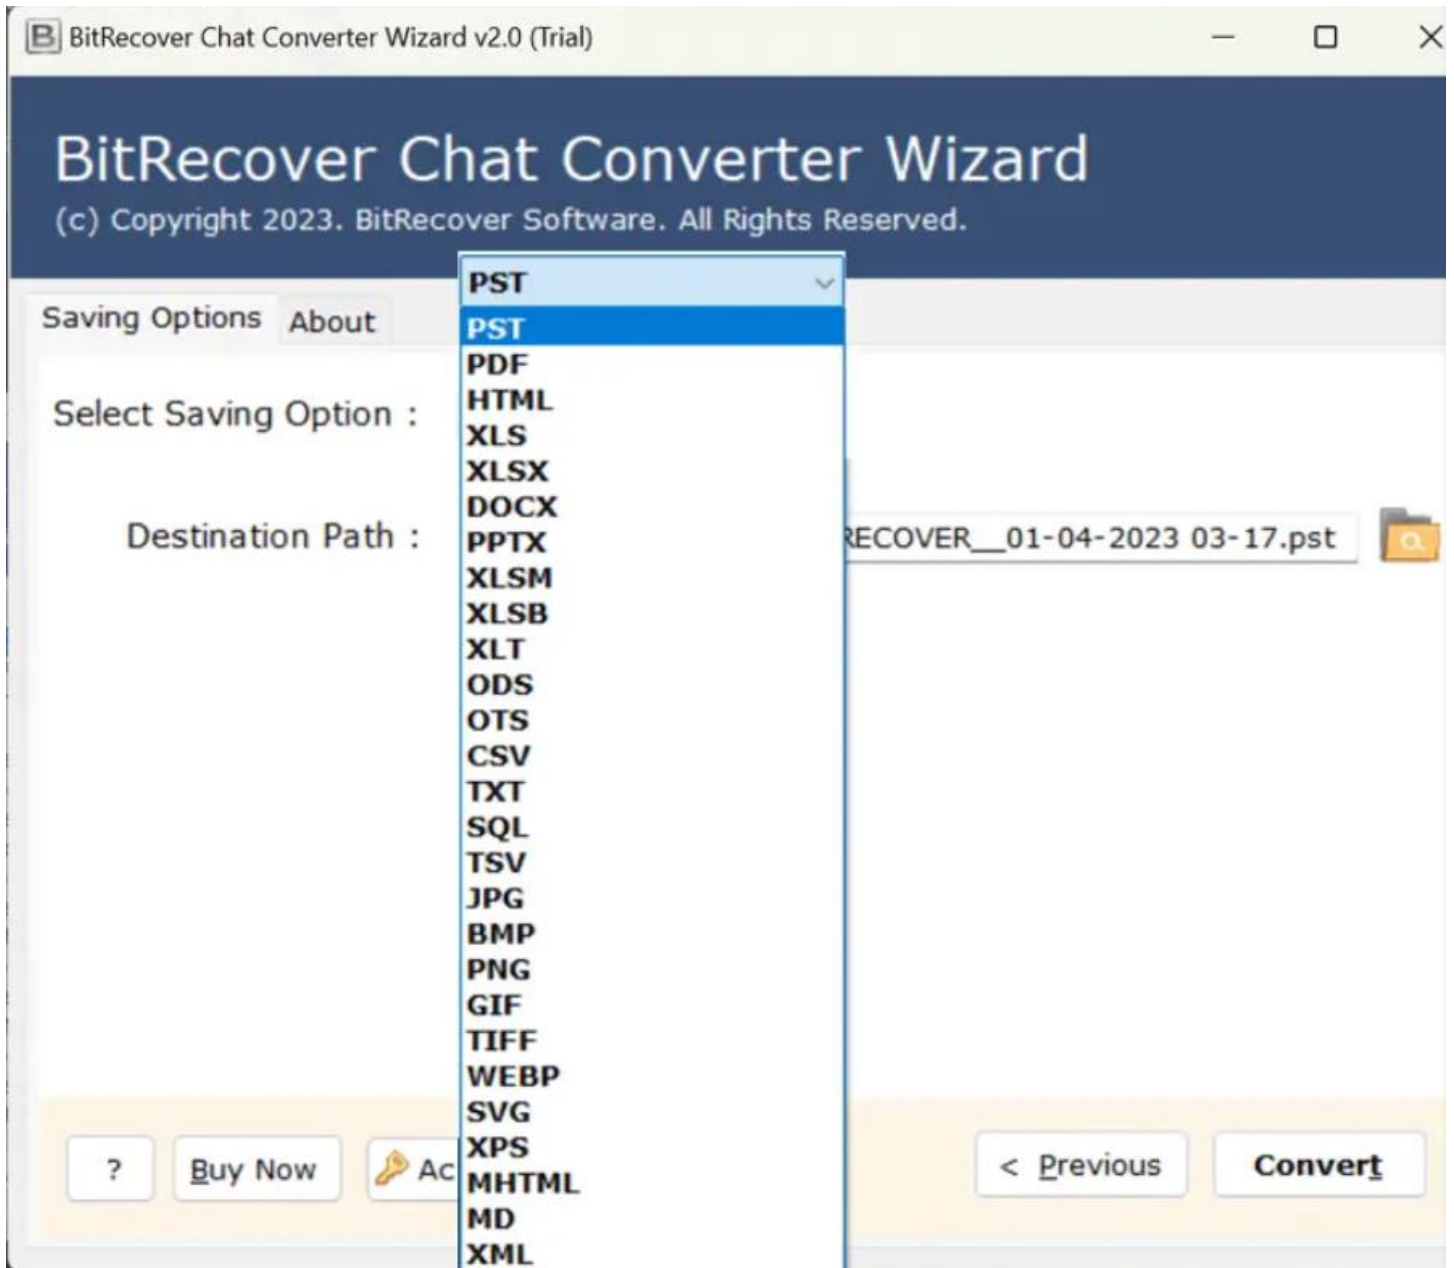 BitRecover Chat Converter Wizard v2.0 (Trial)
BitRecover Chat Converter Wizard
(c) Copyright 2023. BitRecover Software. All Rights Reserved.
PST
Saving Options About
PST
PDF
HTML
Select Saving Option :
XLS
XLSX
DOCX
Destination Path :
RECOVER__01-04-2023 03-17.pst
PPTX
XLSM
XLSB
XLT
ODS
OTS
CSV
TXT
SQL
TSV
JPG
BMP
PNG
GIF
TIFF
WEBP
SVG
XPS
MHTML
MD
XML
? Buy Now Ac
< Previous Convert